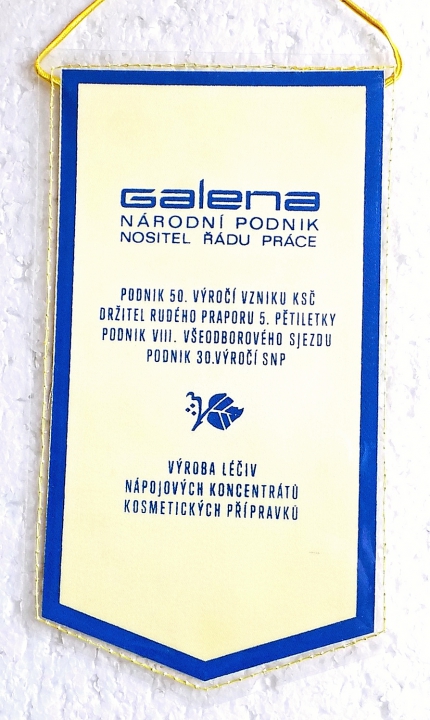 Galena
NÁRODNÍ PODNIK
NOSITEL ŘÁDU PRÁCE
PODNIK 50. VÝROČÍ VZNIKU KSČ
DRŽITEL RUDÉHO PRAPORU 5. PĚTILETKY
PODNIK VIII. VŠEODBOROVÉHO SJEZDU
PODNIK 30.VÝROČÍ SNP
VÝROBA LÉČIV
NÁPOJOVÝCH KONCENTRÁTŮ
KOSMETICKÝCH PŘÍPRAVKŮ